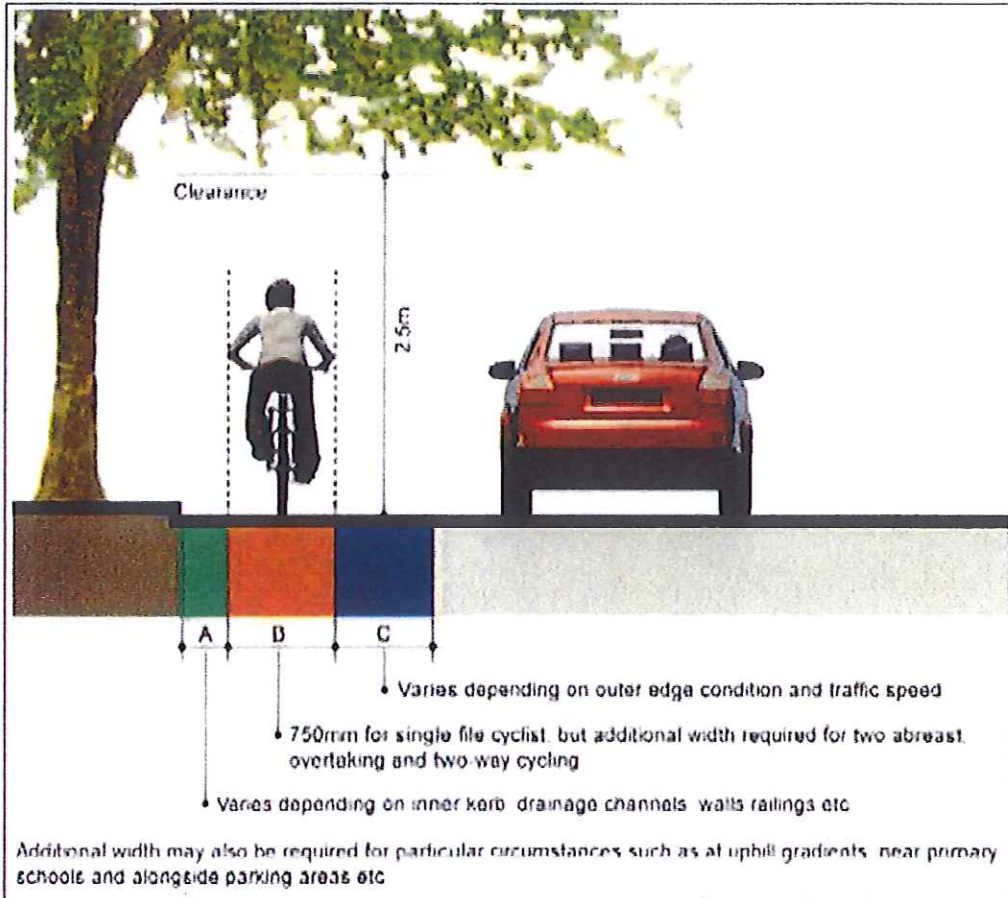 Clearance
2.5m
A B C
Varies depending on outer edge condition and traffic speed
750mm for single file cyclist, but additional width required for two abreast,
overtaking and two-way cycling
Varies depending on inner kerb, drainage channels, walls railings etc
Additional width may also be required for particular circumstances such as at uphill gradients, near primary
schools and alongside parking areas etc